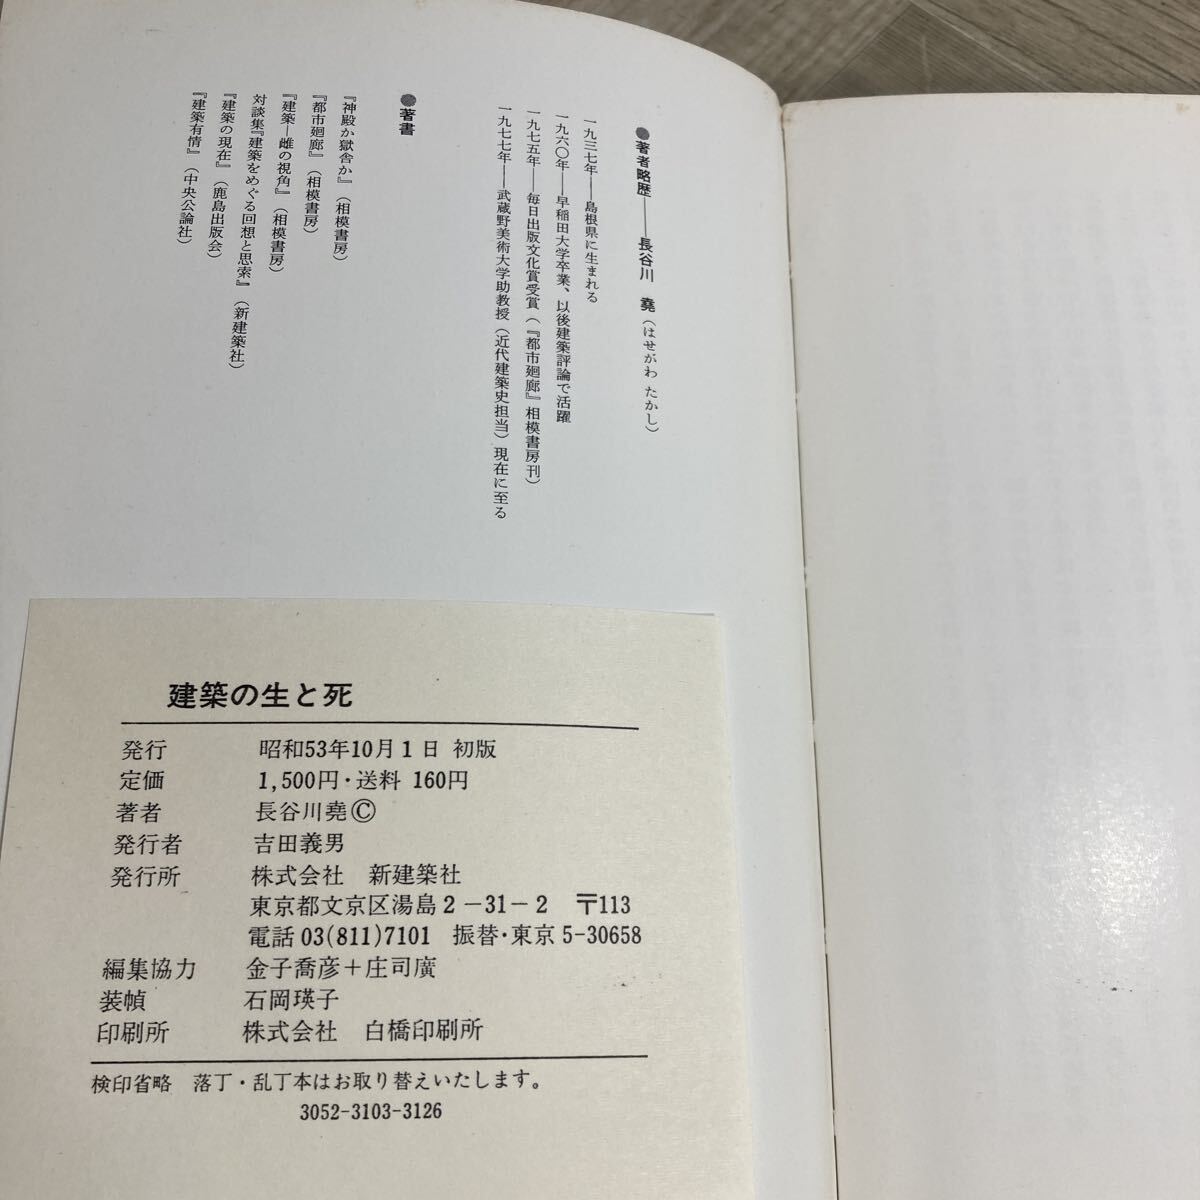 ●著者略歴――長谷川　堯（はせがわ たかし）
一九三七年――島根県に生まれる
一九六〇年――早稲田大学卒業、以後建築評論で活躍
一九七五年――毎日出版文化賞受賞（『都市廻廊』相模書房刊）
一九七七年――武蔵野美術大学助教授（近代建築史担当）現在に至る
●著書
『神殿か獄舎か』（相模書房）
『都市廻廊』（相模書房）
『建築―雌の視角』（相模書房）
対談集『建築をめぐる回想と思索』（新建築社）
『建築の現在』（鹿島出版会）
『建築有情』（中央公論社）
建築の生と死
発行　昭和53年10月1日 初版
定価　1,500円・送料 160円
著者　長谷川堯Ⓒ
発行者　吉田義男
発行所　株式会社　新建築社
東京都文京区湯島2-31-2　〒113
電話 03(811)7101　振替・東京 5-30658
編集協力　金子喬彦+庄司廣
装幀　石岡瑛子
印刷所　株式会社　白橋印刷所
検印省略　落丁・乱丁本はお取り替えいたします。
3052-3103-3126